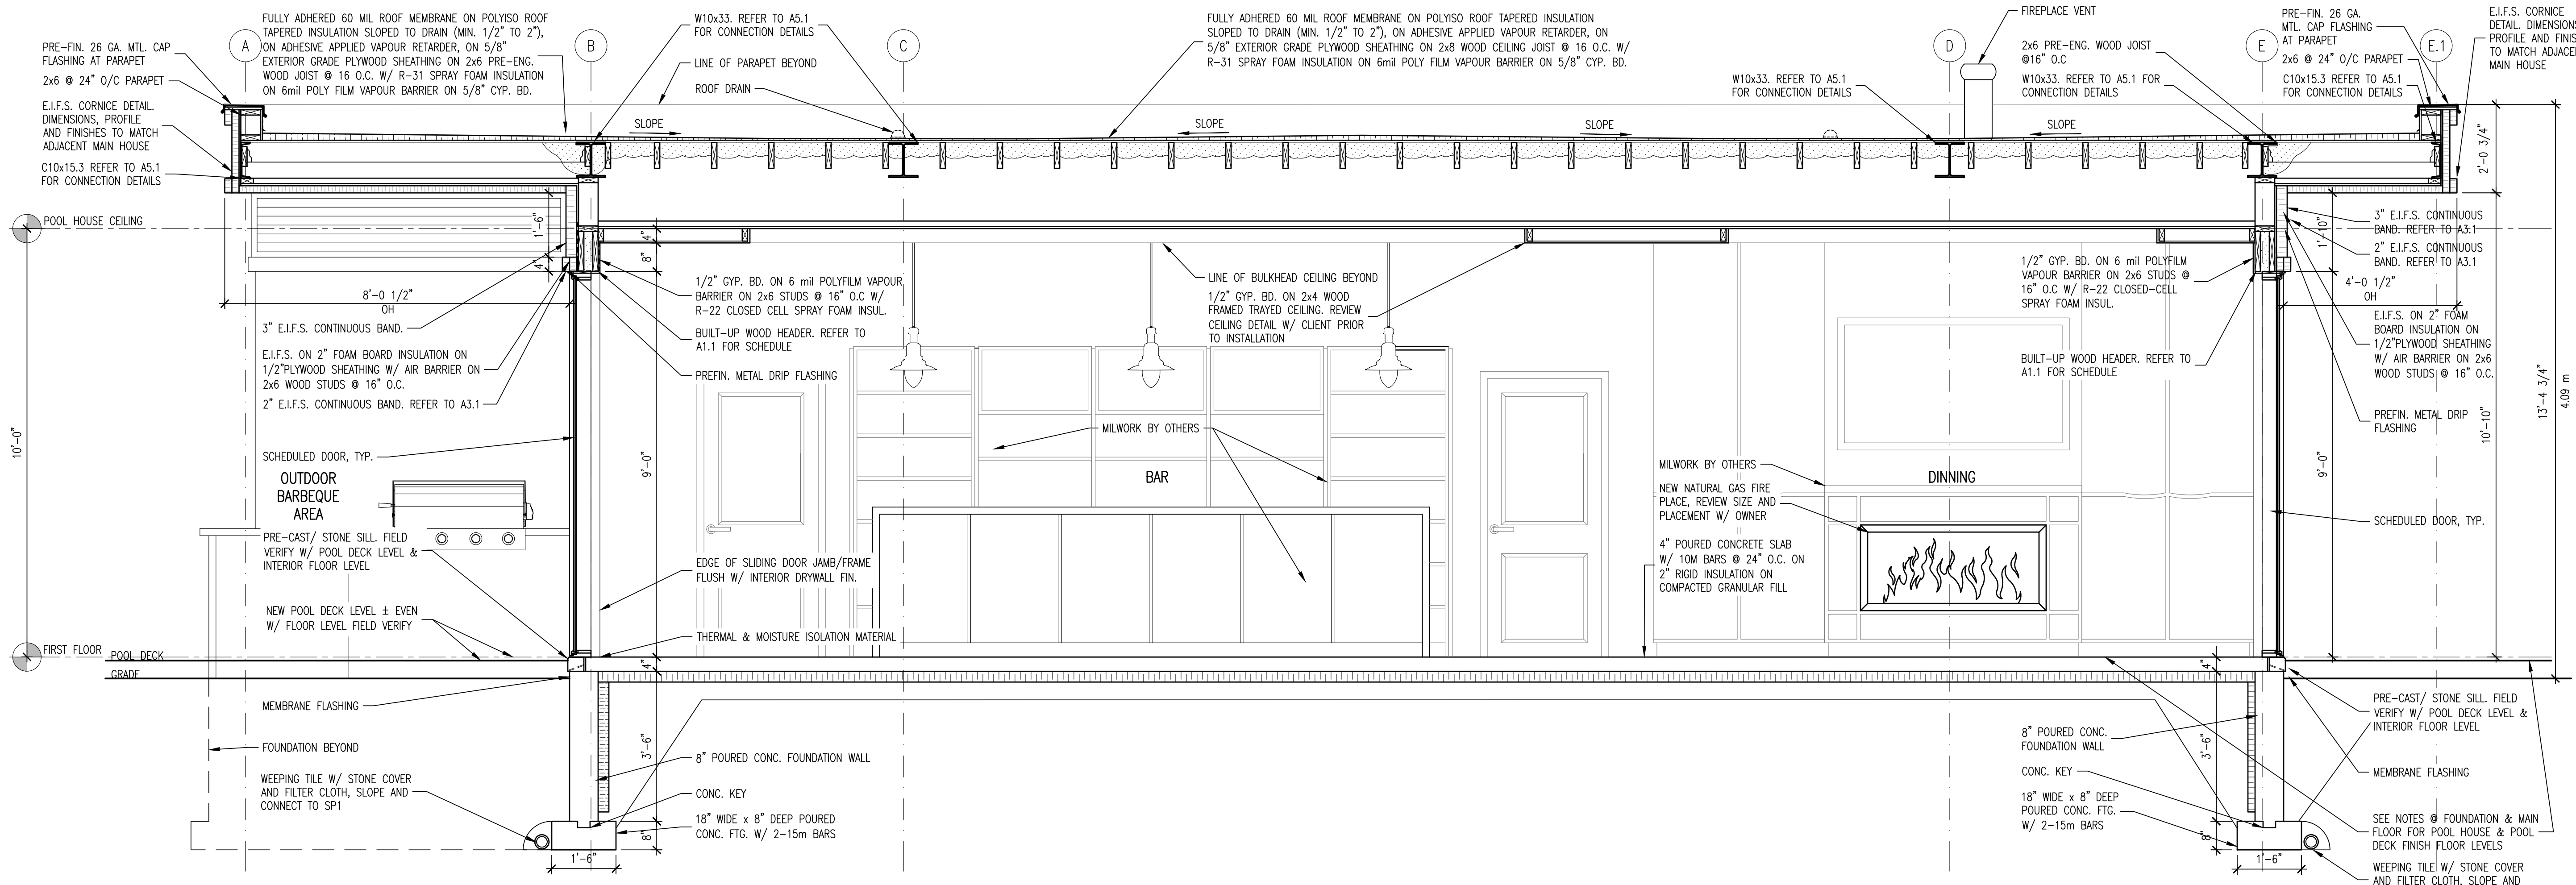 FULLY ADHERED 60 MIL ROOF MEMBRANE ON POLYISO ROOF
TAPERED INSULATION SLOPED TO DRAIN (MIN. 1/2" TO 2"),
ON ADHESIVE APPLIED VAPOUR RETARDER, ON 5/8"
EXTERIOR GRADE PLYWOOD SHEATHING ON 2x6 PRE-ENG.
WOOD JOIST @ 16 O.C. W/ R-31 SPRAY FOAM INSULATION
ON 6mil POLY FILM VAPOUR BARRIER ON 5/8" CYP. BD.
PRE-FIN. 26 GA. MTL. CAP
FLASHING AT PARAPET
2x6 @ 24" O/C PARAPET
E.I.F.S. CORNICE DETAIL.
DIMENSIONS, PROFILE
AND FINISHES TO MATCH
ADJACENT MAIN HOUSE
C10x15.3 REFER TO A5.1
FOR CONNECTION DETAILS
A
B
C
D
E
E.1
W10x33. REFER TO A5.1
FOR CONNECTION DETAILS
LINE OF PARAPET BEYOND
ROOF DRAIN
FULLY ADHERED 60 MIL ROOF MEMBRANE ON POLYISO ROOF TAPERED INSULATION
SLOPED TO DRAIN (MIN. 1/2" TO 2"), ON ADHESIVE APPLIED VAPOUR RETARDER, ON
5/8" EXTERIOR GRADE PLYWOOD SHEATHING ON 2x8 WOOD CEILING JOIST @ 16 O.C. W/
R-31 SPRAY FOAM INSULATION ON 6mil POLY FILM VAPOUR BARRIER ON 5/8" CYP. BD.
FIREPLACE VENT
2x6 PRE-ENG. WOOD JOIST
@16" O.C
W10x33. REFER TO A5.1
FOR CONNECTION DETAILS
W10x33. REFER TO A5.1 FOR
CONNECTION DETAILS
PRE-FIN. 26 GA.
MTL. CAP FLASHING
AT PARAPET
2x6 @ 24" O/C PARAPET
C10x15.3 REFER TO A5.1
FOR CONNECTION DETAILS
E.I.F.S. CORNICE
DETAIL. DIMENSIONS
PROFILE AND FINIS
TO MATCH ADJACE
MAIN HOUSE
SLOPE
SLOPE
SLOPE
SLOPE
2'-0 3/4"
POOL HOUSE CEILING
1'-6"
4"
4"
8"
8'-0 1/2"
OH
3" E.I.F.S. CONTINUOUS BAND.
E.I.F.S. ON 2" FOAM BOARD INSULATION ON
1/2"PLYWOOD SHEATHING W/ AIR BARRIER ON
2x6 WOOD STUDS @ 16" O.C.
2" E.I.F.S. CONTINUOUS BAND. REFER TO A3.1
1/2" GYP. BD. ON 6 mil POLYFILM VAPOUR
BARRIER ON 2x6 STUDS @ 16" O.C W/
R-22 CLOSED CELL SPRAY FOAM INSUL.
BUILT-UP WOOD HEADER. REFER TO
A1.1 FOR SCHEDULE
PREFIN. METAL DRIP FLASHING
LINE OF BULKHEAD CEILING BEYOND
1/2" GYP. BD. ON 2x4 WOOD
FRAMED TRAYED CEILING. REVIEW
CEILING DETAIL W/ CLIENT PRIOR
TO INSTALLATION
1/2" GYP. BD. ON 6 mil POLYFILM
VAPOUR BARRIER ON 2x6 STUDS @
16" O.C W/ R-22 CLOSED-CELL
SPRAY FOAM INSUL.
BUILT-UP WOOD HEADER. REFER TO
A1.1 FOR SCHEDULE
1'-10"
3" E.I.F.S. CONTINUOUS
BAND. REFER TO A3.1
2" E.I.F.S. CONTINUOUS
BAND. REFER TO A3.1
4'-0 1/2"
OH
E.I.F.S. ON 2" FOAM
BOARD INSULATION ON
1/2"PLYWOOD SHEATHING
W/ AIR BARRIER ON 2x6
WOOD STUDS @ 16" O.C.
PREFIN. METAL DRIP
FLASHING
13'-4 3/4"
4.09 m
10'-10"
10'-0"
9'-0"
9'-0"
SCHEDULED DOOR, TYP.
OUTDOOR
BARBEQUE
AREA
PRE-CAST/ STONE SILL. FIELD
VERIFY W/ POOL DECK LEVEL &
INTERIOR FLOOR LEVEL
NEW POOL DECK LEVEL ± EVEN
W/ FLOOR LEVEL FIELD VERIFY
MILWORK BY OTHERS
BAR
EDGE OF SLIDING DOOR JAMB/FRAME
FLUSH W/ INTERIOR DRYWALL FIN.
THERMAL & MOISTURE ISOLATION MATERIAL
MILWORK BY OTHERS
NEW NATURAL GAS FIRE
PLACE, REVIEW SIZE AND
PLACEMENT W/ OWNER
4" POURED CONCRETE SLAB
W/ 10M BARS @ 24" O.C. ON
2" RIGID INSULATION ON
COMPACTED GRANULAR FILL
DINNING
SCHEDULED DOOR, TYP.
FIRST FLOOR
POOL DECK
GRADE
4"
4"
MEMBRANE FLASHING
FOUNDATION BEYOND
WEEPING TILE W/ STONE COVER
AND FILTER CLOTH, SLOPE AND
CONNECT TO SP1
3'-6"
8" POURED CONC. FOUNDATION WALL
CONC. KEY
18" WIDE x 8" DEEP POURED
CONC. FTG. W/ 2-15m BARS
8"
1'-6"
8" POURED CONC.
FOUNDATION WALL
CONC. KEY
18" WIDE x 8" DEEP
POURED CONC. FTG.
W/ 2-15m BARS
3'-6"
8"
1'-6"
PRE-CAST/ STONE SILL. FIELD
VERIFY W/ POOL DECK LEVEL &
INTERIOR FLOOR LEVEL
MEMBRANE FLASHING
SEE NOTES @ FOUNDATION & MAIN
FLOOR FOR POOL HOUSE & POOL
DECK FINISH FLOOR LEVELS
WEEPING TILE W/ STONE COVER
AND FILTER CLOTH, SLOPE AND